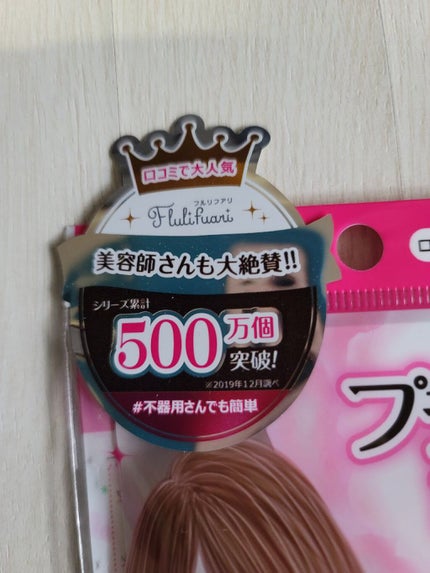 口コミで大人気
フルリフアリ
Flulifuari
美容師さんも大絶賛!!
シリーズ累計
500万個
突破!
※2019年12月調べ
#不器用さんでも簡単
口
プ